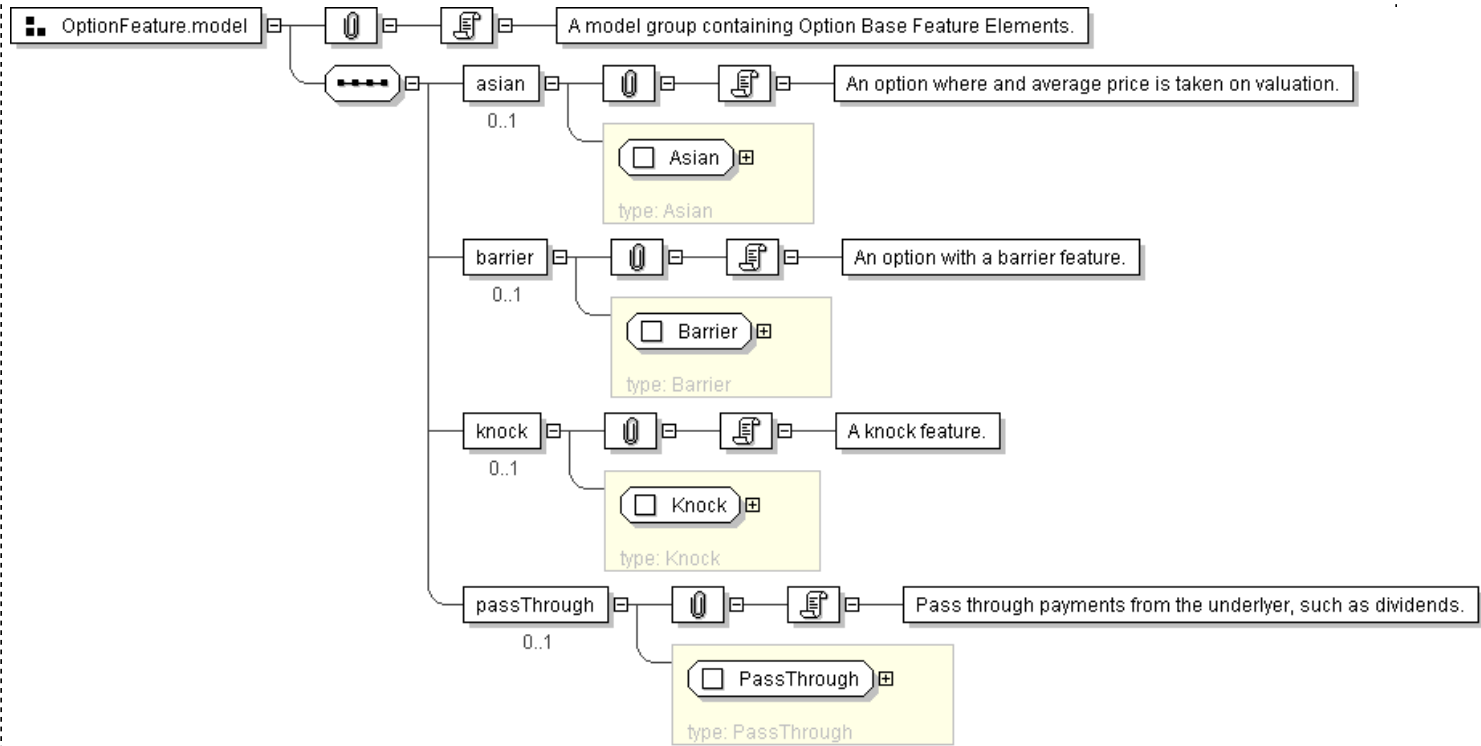 OptionFeature.model
A model group containing Option Base Feature Elements.
asian
An option where and average price is taken on valuation.
0..1
Asian
type: Asian
barrier
An option with a barrier feature.
0..1
Barrier
type: Barrier
knock
A knock feature.
0..1
Knock
type: Knock
passThrough
Pass through payments from the underlyer, such as dividends.
0..1
PassThrough
type: PassThrough